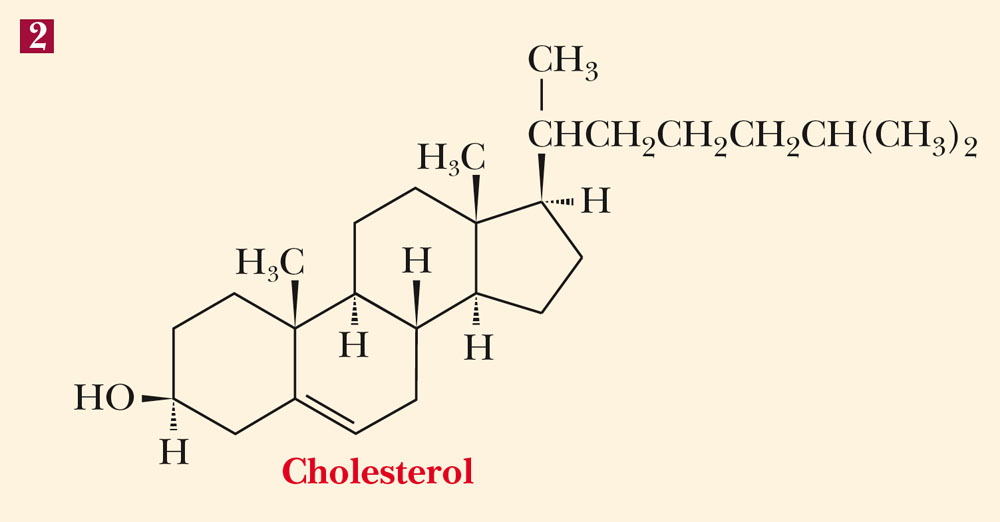 2
CH₃
CHCH₂CH₂CH₂CH(CH₃)₂
H₃C
H
H₃C
H
H
H
HO
H
Cholesterol